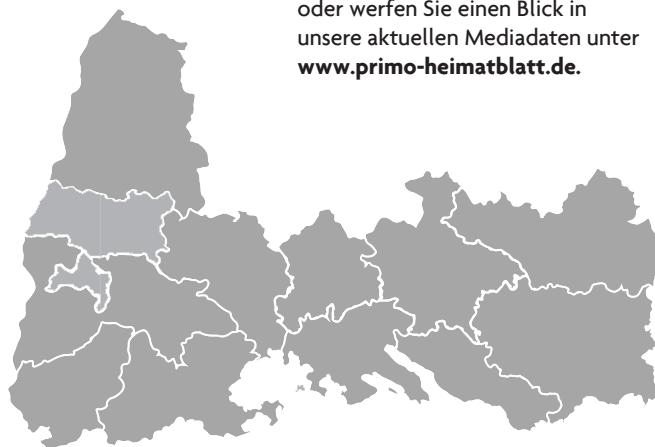 oder werfen Sie einen Blick in
unsere aktuellen Mediadaten unter
www.primo-heimatblatt.de.